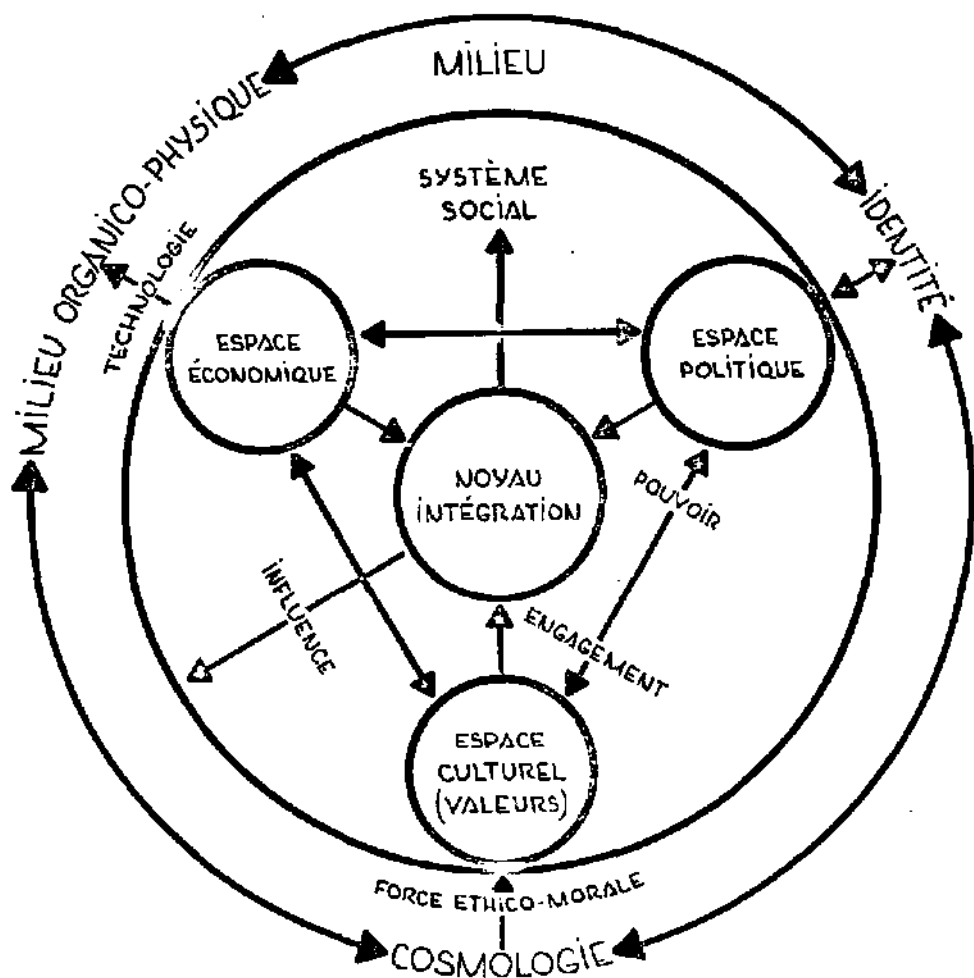 MILIEU
MILIEU ORGANICO-PHYSIQUE
IDENTITÉ
SYSTÈME
SOCIAL
TECHNOLOGIE
ESPACE
ÉCONOMIQUE
ESPACE
POLITIQUE
NOYAU
INTÉGRATION
POUVOIR
INFLUENCE
ENGAGEMENT
ESPACE
CULTUREL
(VALEURS)
FORCE ETHICO-MORALE
COSMOLOGIE